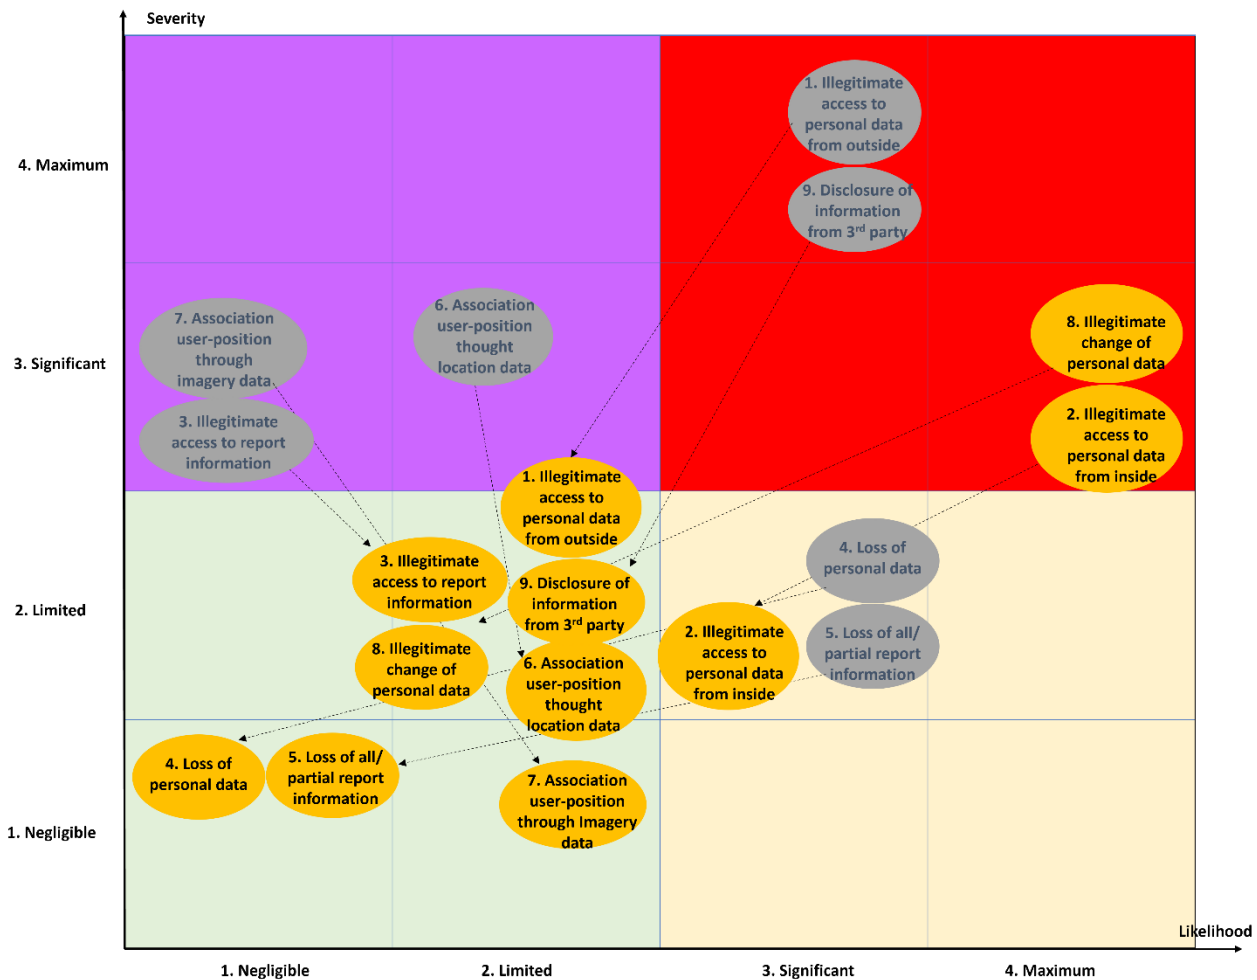 Severity
1. Illegitimate
access to
personal data
from outside
4. Maximum
9. Disclosure of
information
from 3rd party
7. Association
user-position
through
imagery data
6. Association
user-position
thought
location data
8. Illegitimate
change of
personal data
3. Significant
3. Illegitimate
access to report
information
2. Illegitimate
access to
personal data
from inside
1. Illegitimate
access to
personal data
from outside
4. Loss of
personal data
3. Illegitimate
access to report
information
9. Disclosure of
information
from 3rd party
2. Limited
2. Illegitimate
access to
personal data
from inside
5. Loss of all/
partial report
information
8. Illegitimate
change of
personal data
6. Association
user-position
thought
location data
4. Loss of
personal data
5. Loss of all/
partial report
information
7. Association
user-position
through Imagery
data
1. Negligible
Likelihood
1. Negligible
2. Limited
3. Significant
4. Maximum